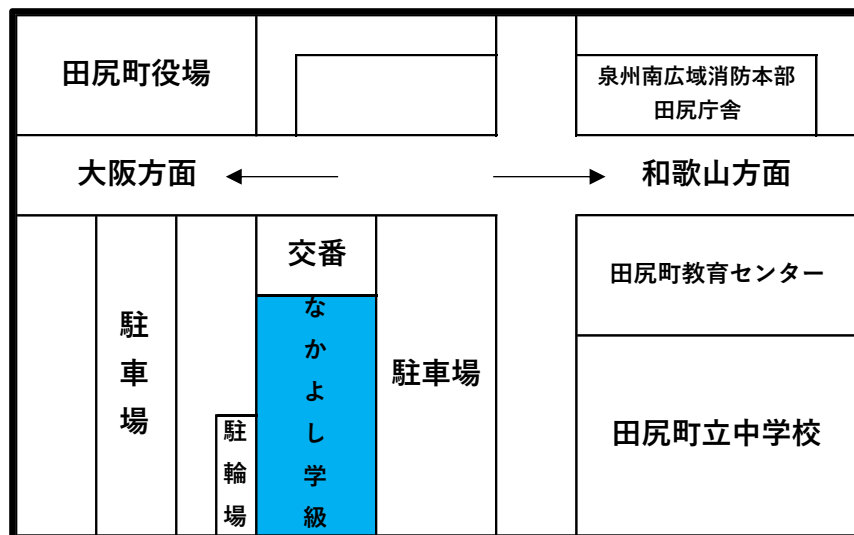 田尻町役場
泉州南広域消防本部
田尻庁舎
大阪方面
和歌山方面
交番
田尻町教育センター
駐車場
なかよし学級
駐車場
田尻町立中学校
駐輪場